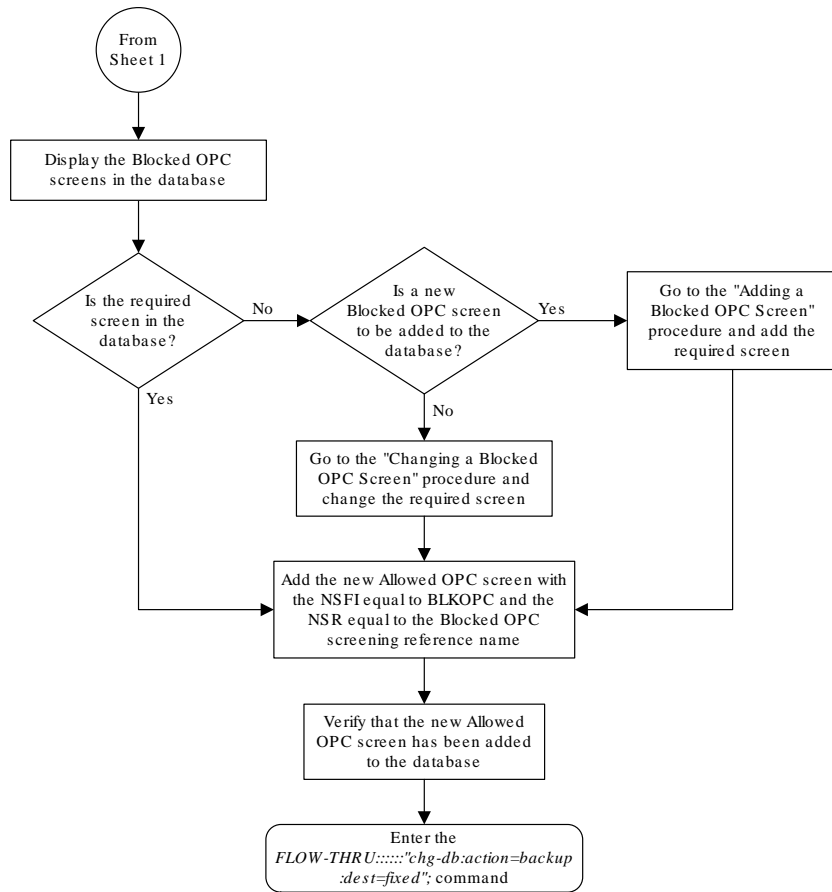 From
Sheet 1
Display the Blocked OPC
screens in the database
Is the required
screen in the
database?
No
Is a new
Blocked OPC screen
to be added to the
database?
Yes
Go to the "Adding a
Blocked OPC Screen"
procedure and add the
required screen
Yes
No
Go to the "Changing a Blocked
OPC Screen" procedure and
change the required screen
Add the new Allowed OPC screen with
the NSFI equal to BLKOPC and the
NSR equal to the Blocked OPC
screening reference name
Verify that the new Allowed
OPC screen has been added
to the database
Enter the
FLOW-THRU::::::"chg-db:action=backup
:dest=fixed"; command